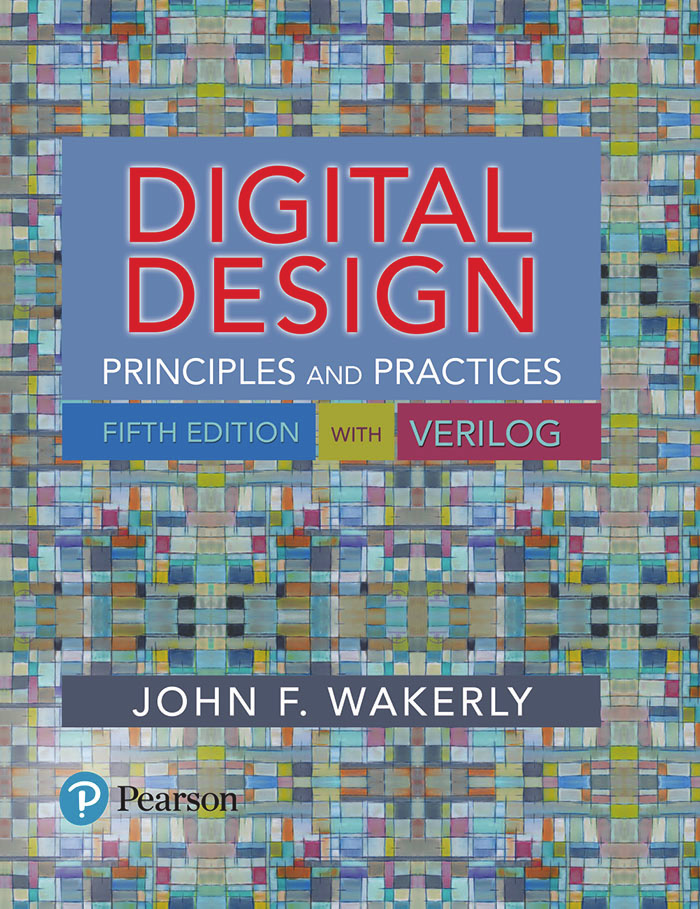 DIGITAL
DESIGN
PRINCIPLES AND PRACTICES
FIFTH EDITION WITH VERILOG
JOHN F. WAKERLY
P Pearson